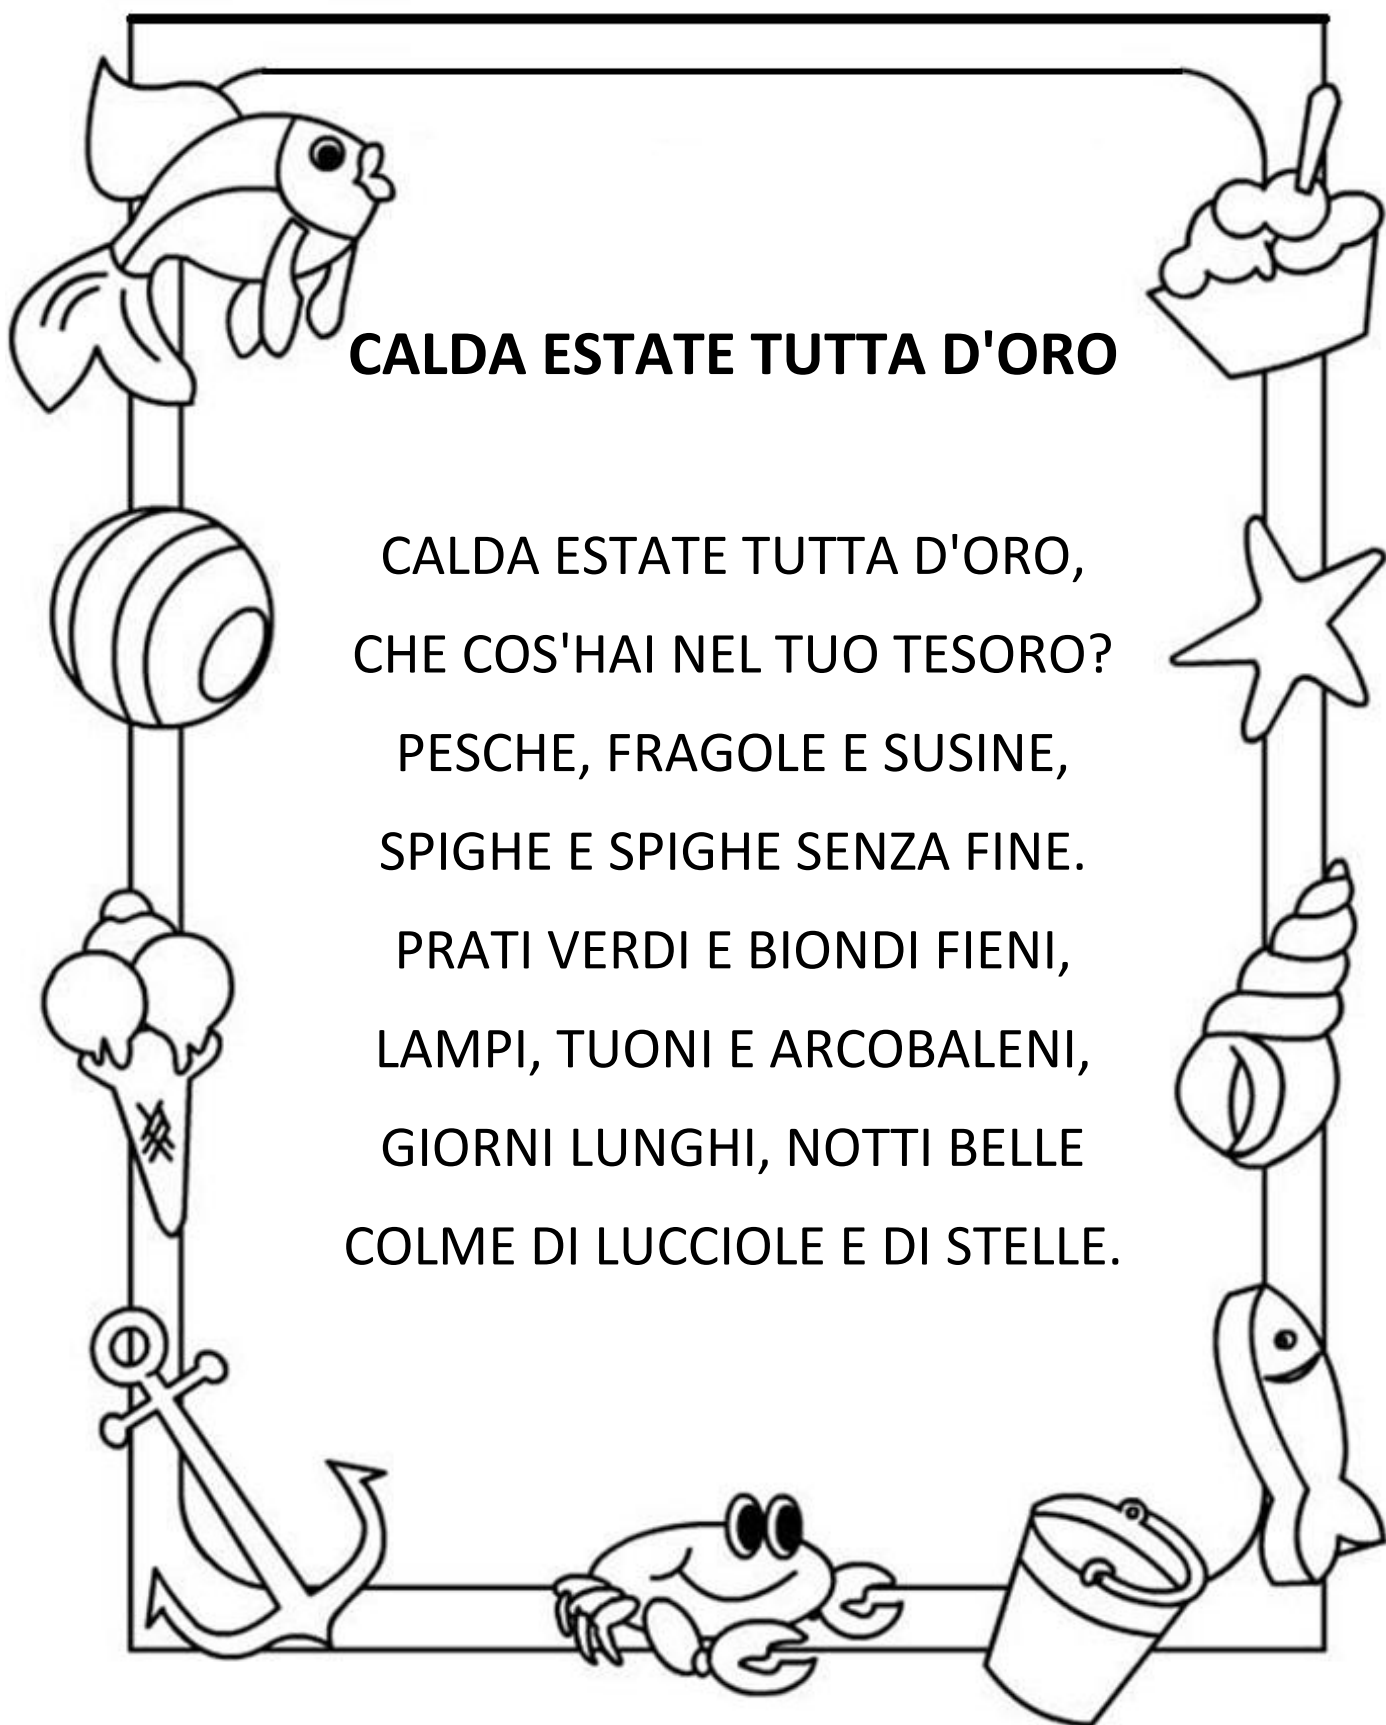 CALDA ESTATE TUTTA D'ORO
CALDA ESTATE TUTTA D'ORO,
CHE COS'HAI NEL TUO TESORO?
PESCHE, FRAGOLE E SUSINE,
SPIGHE E SPIGHE SENZA FINE.
PRATI VERDI E BIONDI FIENI,
LAMPI, TUONI E ARCOBALENI,
GIORNI LUNGHI, NOTTI BELLE
COLME DI LUCCIOLE E DI STELLE.